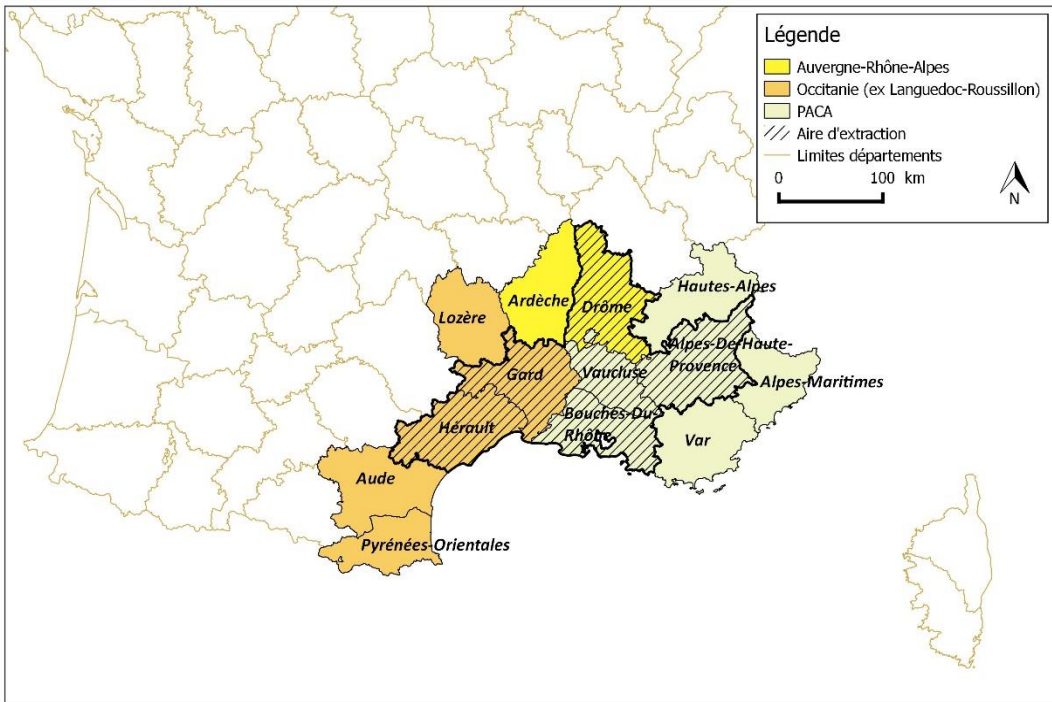 Légende
Auvergne-Rhône-Alpes
Occitanie (ex Languedoc-Roussillon)
PACA
Aire d'extraction
Limites départements
0 100 km
N
Hautes-Alpes
Ardèche
Drôme
Lozère
Alpes-De-Haute-
Provence
Gard
Vaucluse
Alpes-Maritimes
Bouches-Du-
Rhône
Hérault
Var
Aude
Pyrénées-Orientales